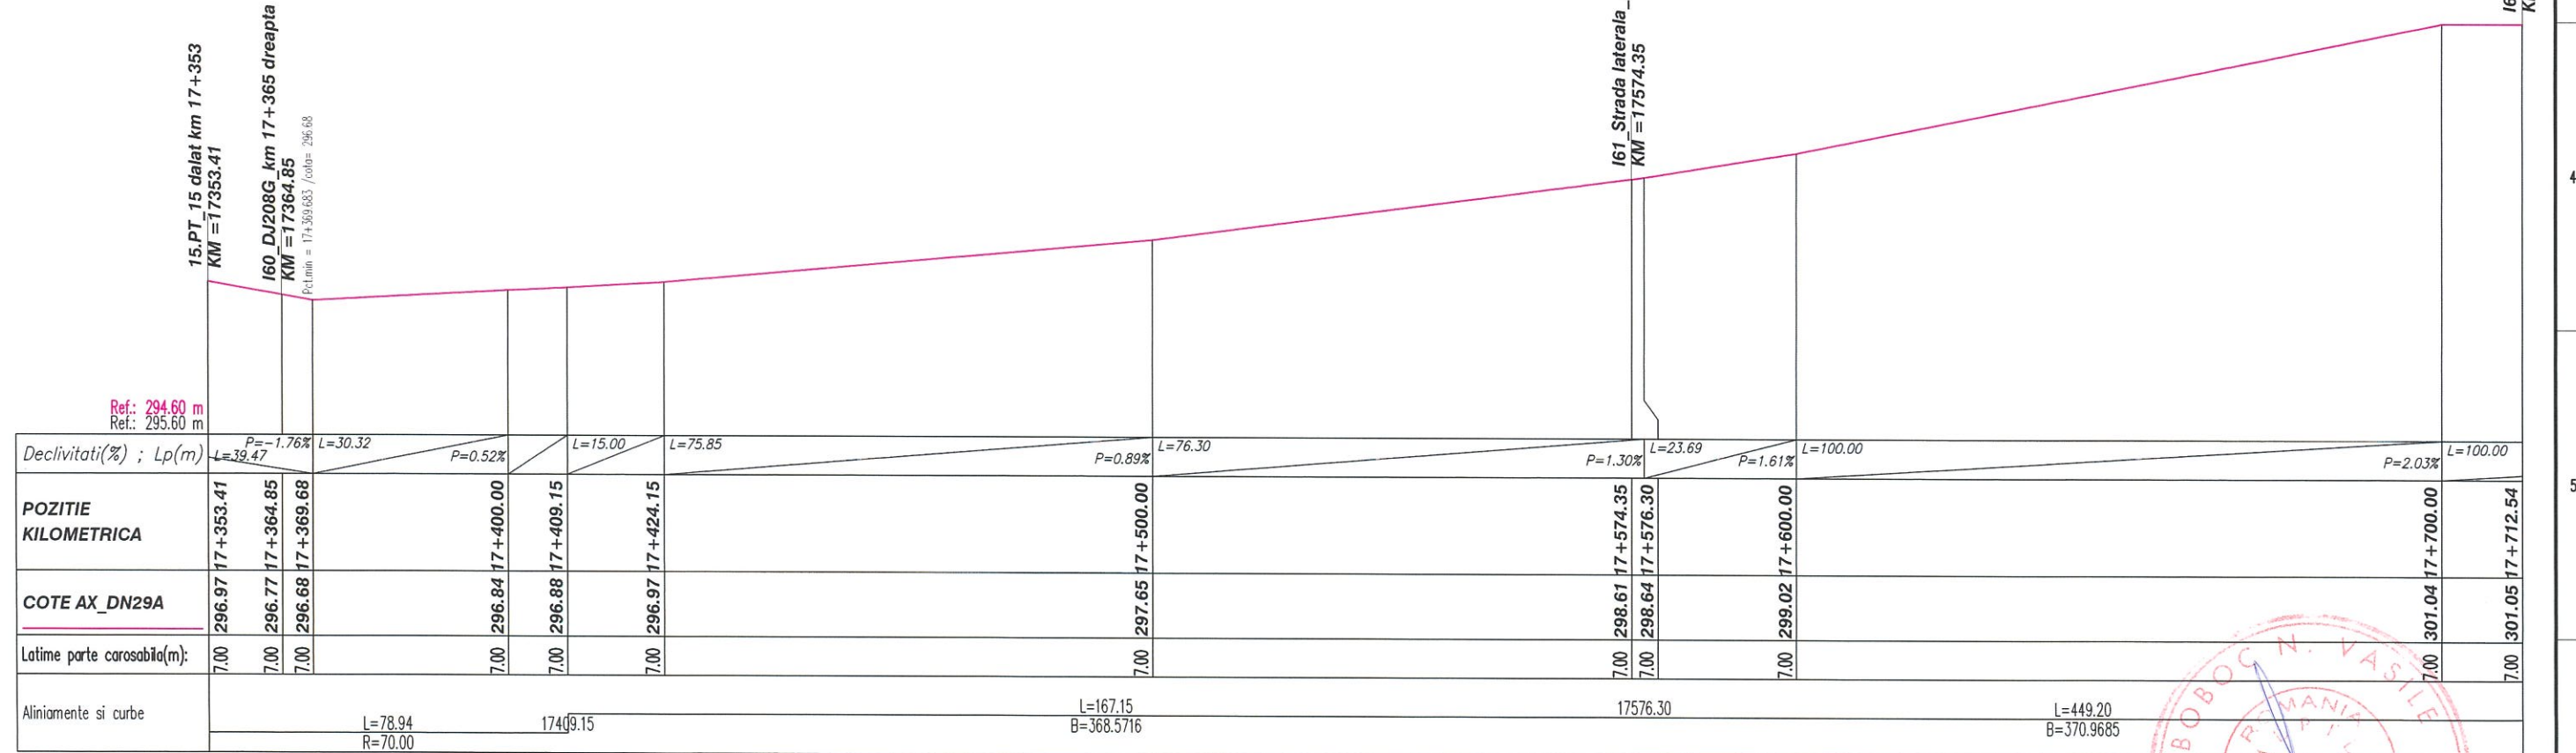 15.PT_15 dalat km 17+353
KM =17353.41
I60_DJ208G_km 17+365 dreapta
KM =17364.85
Pct.min = 17+369.683 /cota= 296.68
I61_Strada laterala_
KM =17574.35
I6
K
4
5
Ref.: 294.60 m
Ref.: 295.60 m
Declivitati(%) ; Lp(m) L=39.47 P=-1.76% L=30.32 P=0.52% L=15.00 L=75.85 P=0.89% L=76.30 P=1.30% L=23.69 P=1.61% L=100.00 P=2.03% L=100.00
POZITIE
KILOMETRICA
17+353.41 17+364.85 17+369.68 17+400.00 17+409.15 17+424.15 17+500.00 17+574.35 17+576.30 17+600.00 17+700.00 17+712.54
COTE AX_DN29A 296.97 296.77 296.68 296.84 296.88 296.97 297.65 298.61 298.64 299.02 301.04 301.05
Latime parte carosabila(m): 7.00 7.00 7.00 7.00 7.00 7.00 7.00 7.00 7.00 7.00 7.00 7.00
Aliniamente si curbe
L=78.94
R=70.00
17409.15
L=167.15
B=368.5716
17576.30
L=449.20
B=370.9685
BOBOC N. VASILE
ROMANIA